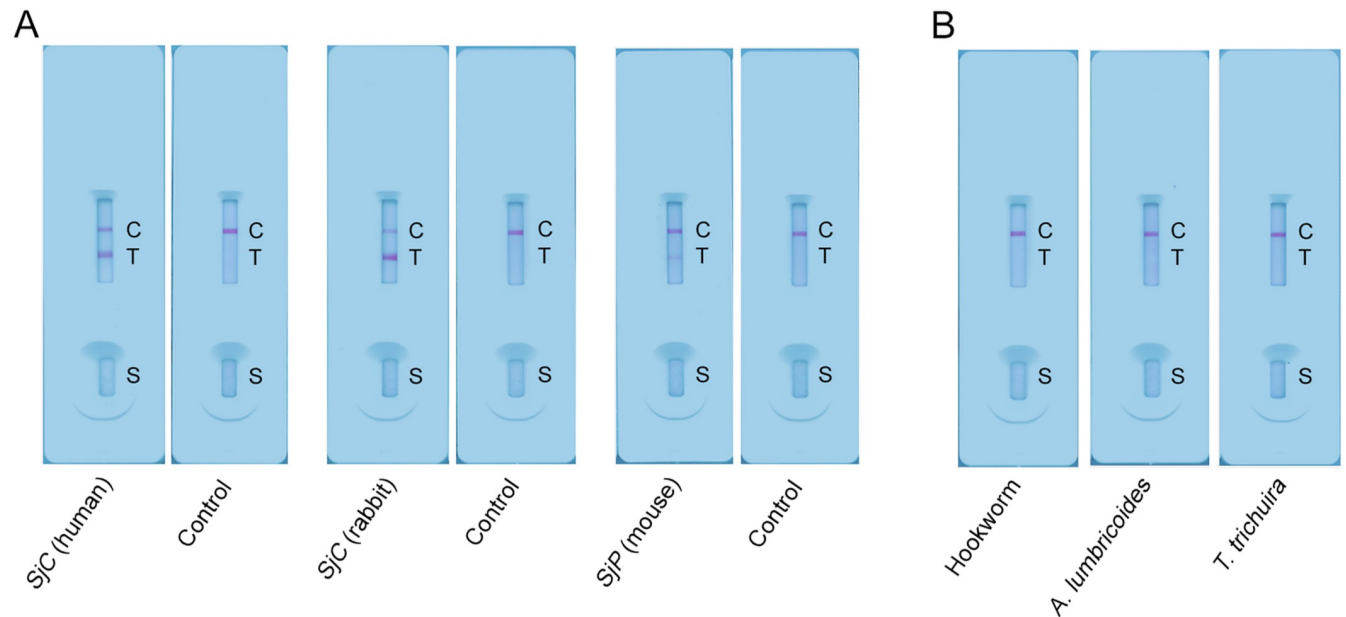 A
B
C C C C C C C C C
T T T T T T T T T
S S S S S S S S S
SjC (human) Control SjC (rabbit) Control SjP (mouse) Control Hookworm A. lumbricoides T. trichuira